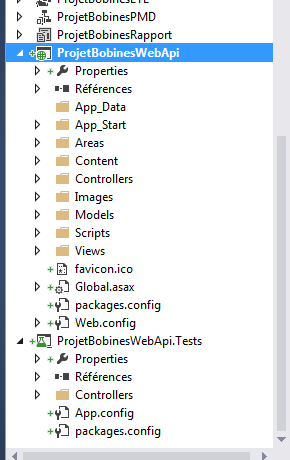 ProjetBobinesPMD
ProjetBobinesRapport
ProjetBobinesWebApi
Properties
Références
App_Data
App_Start
Areas
Content
Controllers
Images
Models
Scripts
Views
favicon.ico
Global.asax
packages.config
Web.config
ProjetBobinesWebApi.Tests
Properties
Références
Controllers
App.config
packages.config